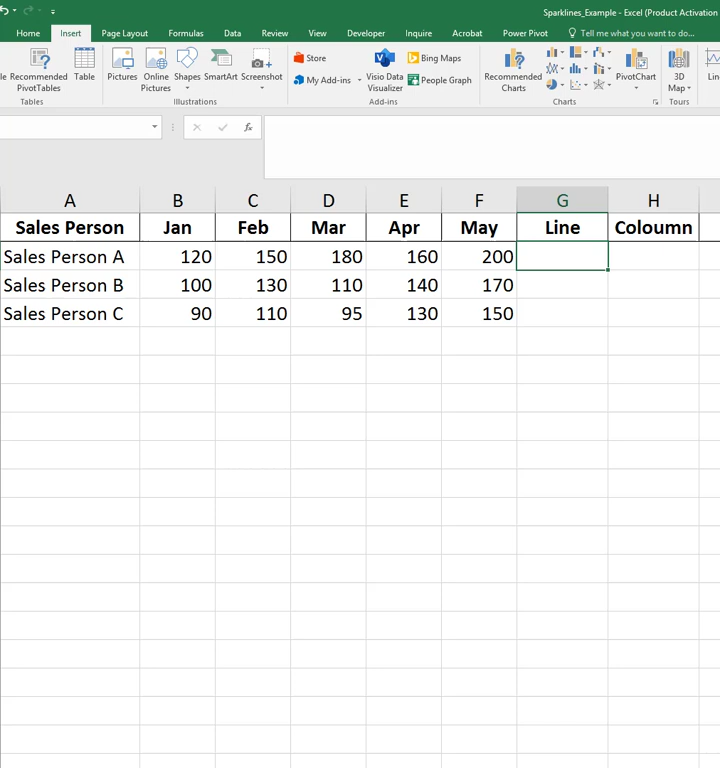 Sparklines_Example - Excel (Product Activation
Home Insert Page Layout Formulas Data Review View Developer Inquire Acrobat Power Pivot Tell me what you want to do...
Recommended PivotTables
Table
Tables
Pictures
Online Pictures
Shapes
SmartArt
Screenshot
Illustrations
Store
My Add-ins
Visio Data Visualizer
Bing Maps
People Graph
Add-ins
Recommended Charts
PivotChart
Charts
3D Map
Tours
fx
A B C D E F G H
Sales Person Jan Feb Mar Apr May Line Coloumn
Sales Person A 120 150 180 160 200
Sales Person B 100 130 110 140 170
Sales Person C 90 110 95 130 150